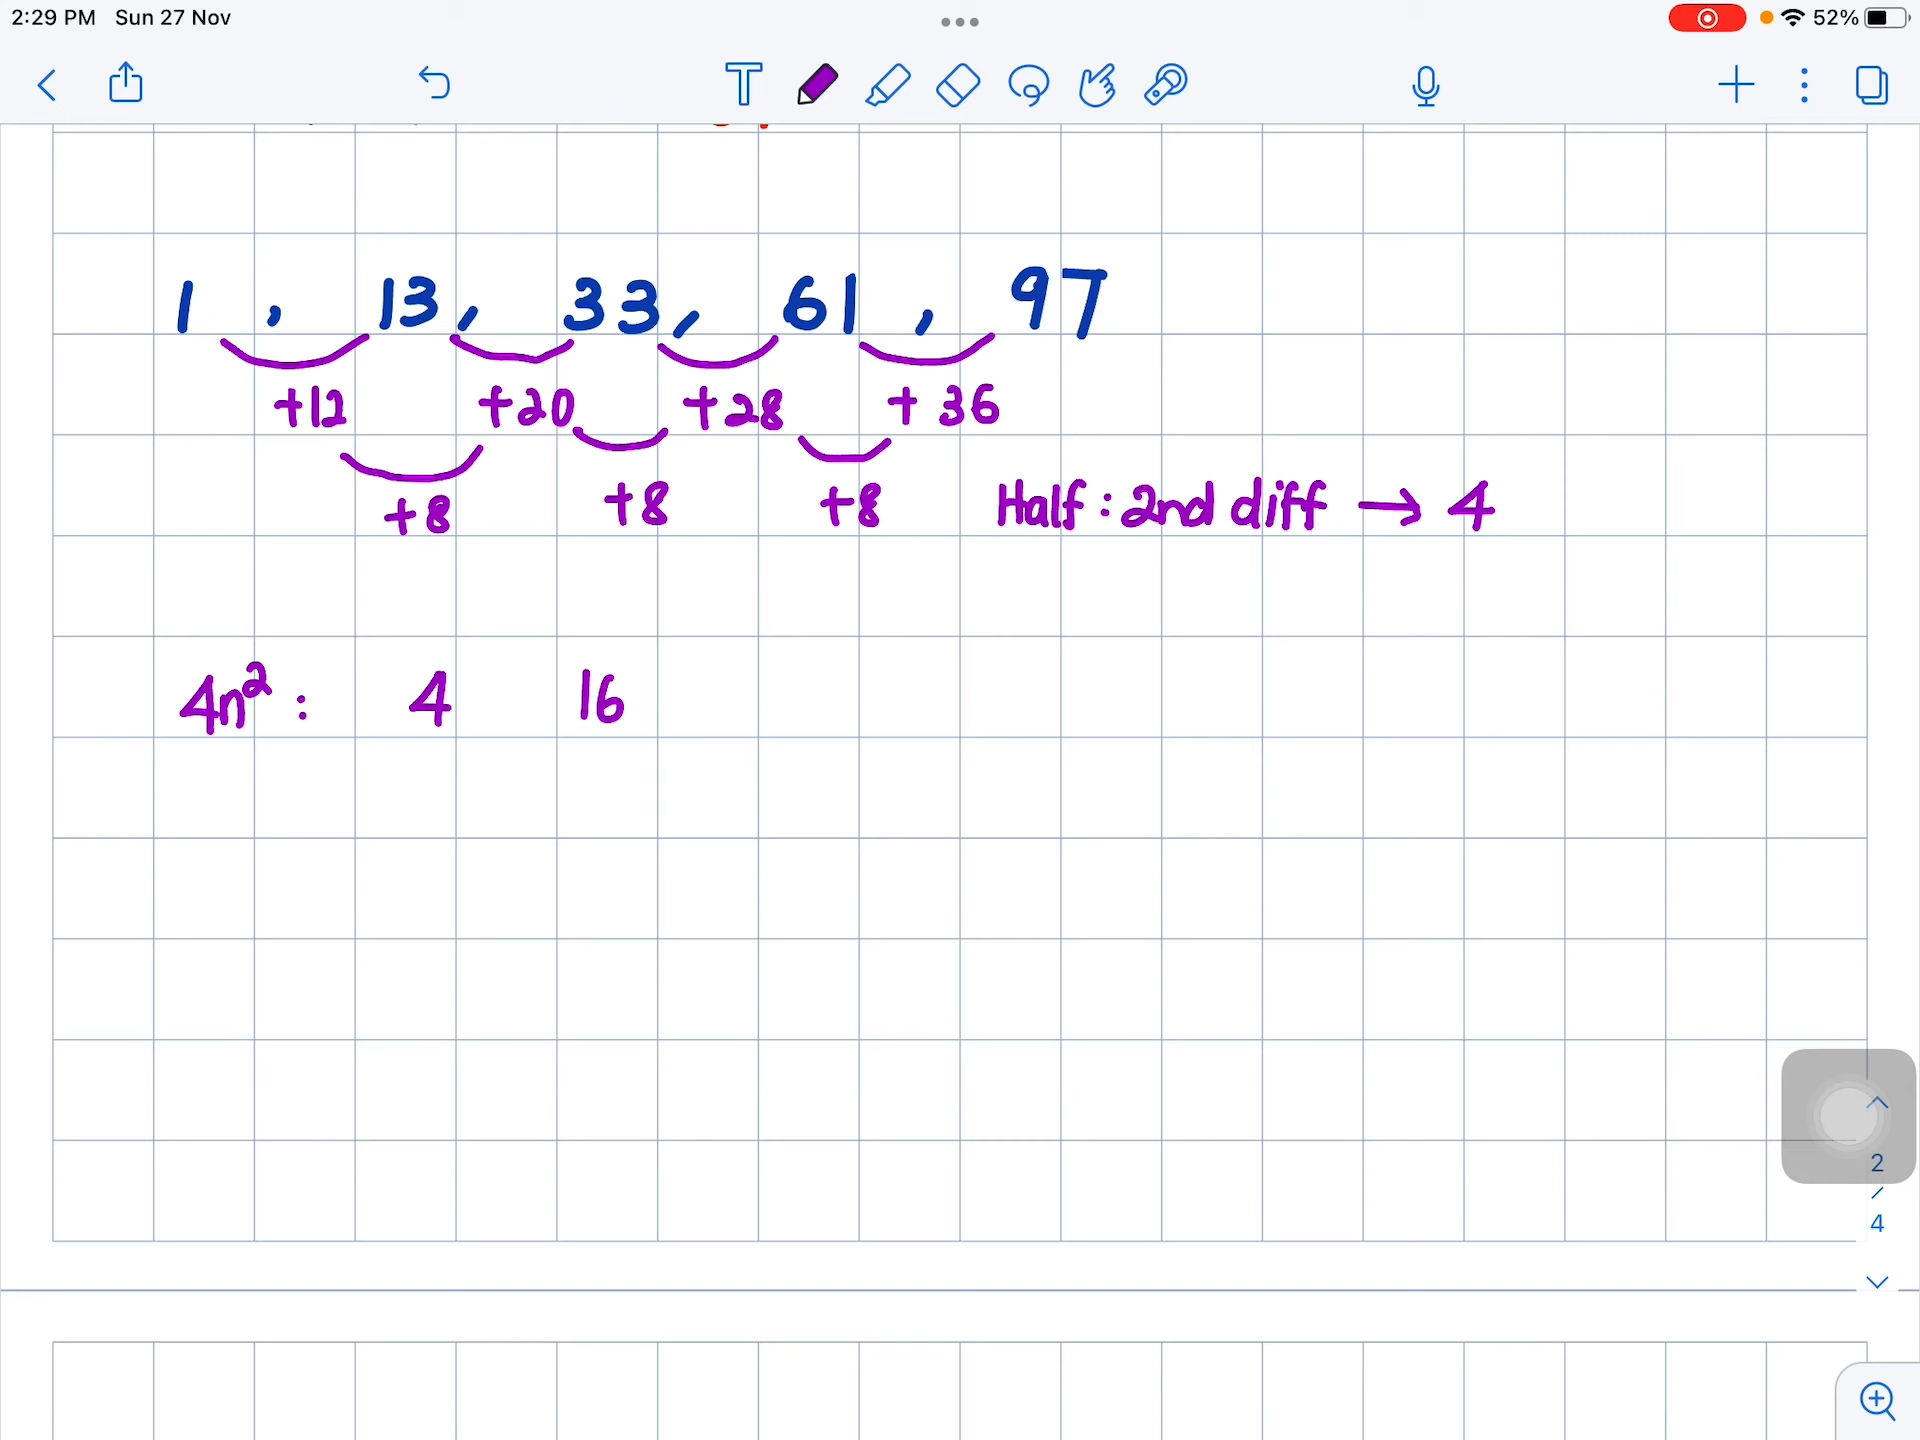 2:29 PM Sun 27 Nov 52%
T
1 , 13, 33, 61 , 97
+12 +20 +28 + 36
+8 +8 +8 Half : 2nd diff → 4
4n² : 4 16
2
/
4